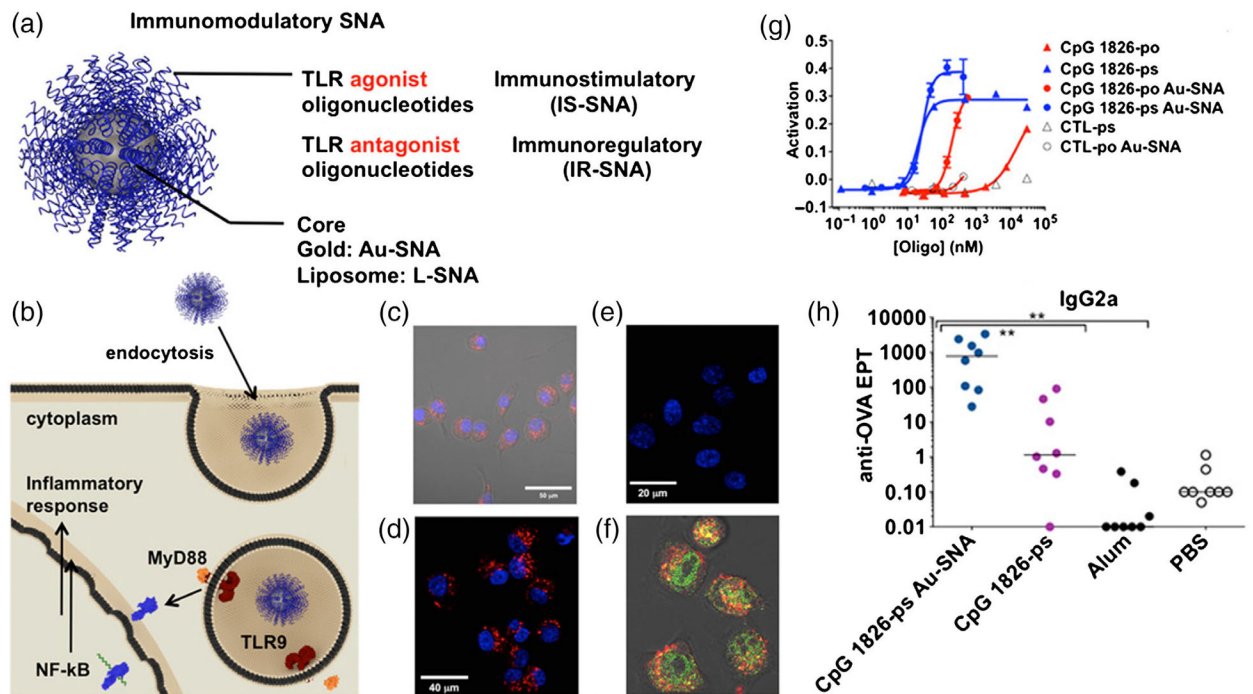 (a)
Immunomodulatory SNA
TLR agonist
oligonucleotides
Immunostimulatory
(IS-SNA)
TLR antagonist
oligonucleotides
Immunoregulatory
(IR-SNA)
Core
Gold: Au-SNA
Liposome: L-SNA
(g)
Activation
0.5
0.4
0.3
0.2
0.1
−0.0
−0.1
10⁻¹ 10⁰ 10¹ 10² 10³ 10⁴ 10⁵
[Oligo] (nM)
CpG 1826-po
CpG 1826-ps
CpG 1826-po Au-SNA
CpG 1826-ps Au-SNA
CTL-ps
CTL-po Au-SNA
(b)
endocytosis
cytoplasm
Inflammatory
response
MyD88
TLR9
NF-kB
(c)
50 µm
(e)
20 µm
(d)
40 µm
(f)
(h)
IgG2a
**
**
anti-OVA EPT
10000
1000
100
10
1
0.10
0.01
CpG 1826-ps Au-SNA
CpG 1826-ps
Alum
PBS